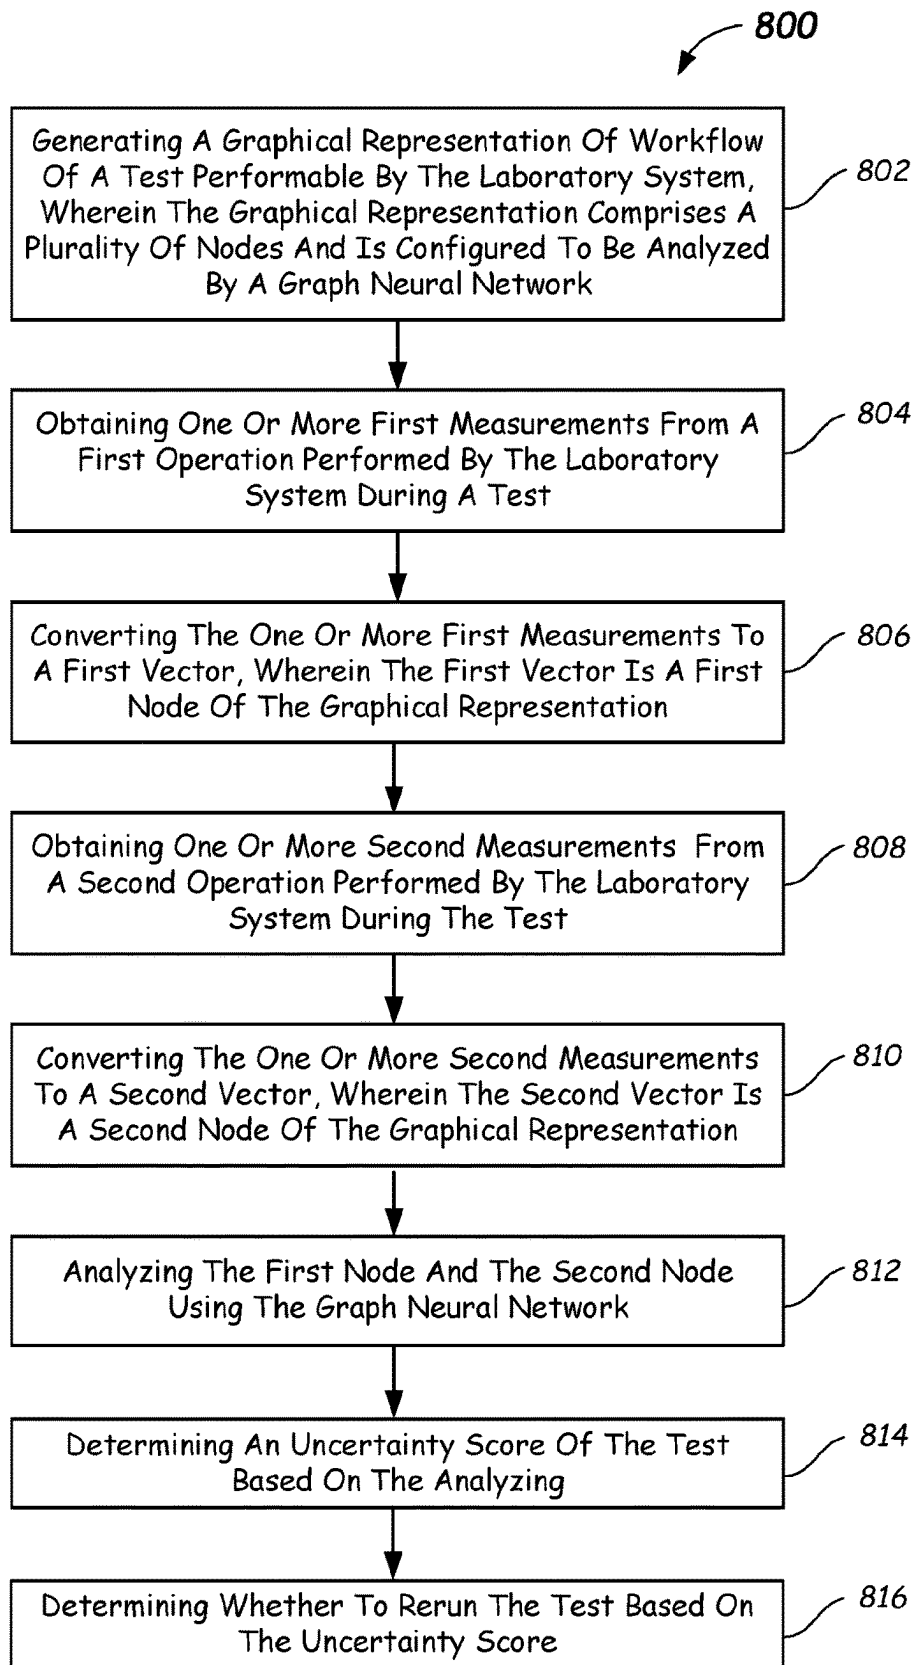 800
Generating A Graphical Representation Of Workflow
Of A Test Performable By The Laboratory System,
Wherein The Graphical Representation Comprises A
Plurality Of Nodes And Is Configured To Be Analyzed
By A Graph Neural Network
802
Obtaining One Or More First Measurements From A
First Operation Performed By The Laboratory
System During A Test
804
Converting The One Or More First Measurements To
A First Vector, Wherein The First Vector Is A First
Node Of The Graphical Representation
806
Obtaining One Or More Second Measurements From
A Second Operation Performed By The Laboratory
System During The Test
808
Converting The One Or More Second Measurements
To A Second Vector, Wherein The Second Vector Is
A Second Node Of The Graphical Representation
810
Analyzing The First Node And The Second Node
Using The Graph Neural Network
812
Determining An Uncertainty Score Of The Test
Based On The Analyzing
814
Determining Whether To Rerun The Test Based On
The Uncertainty Score
816